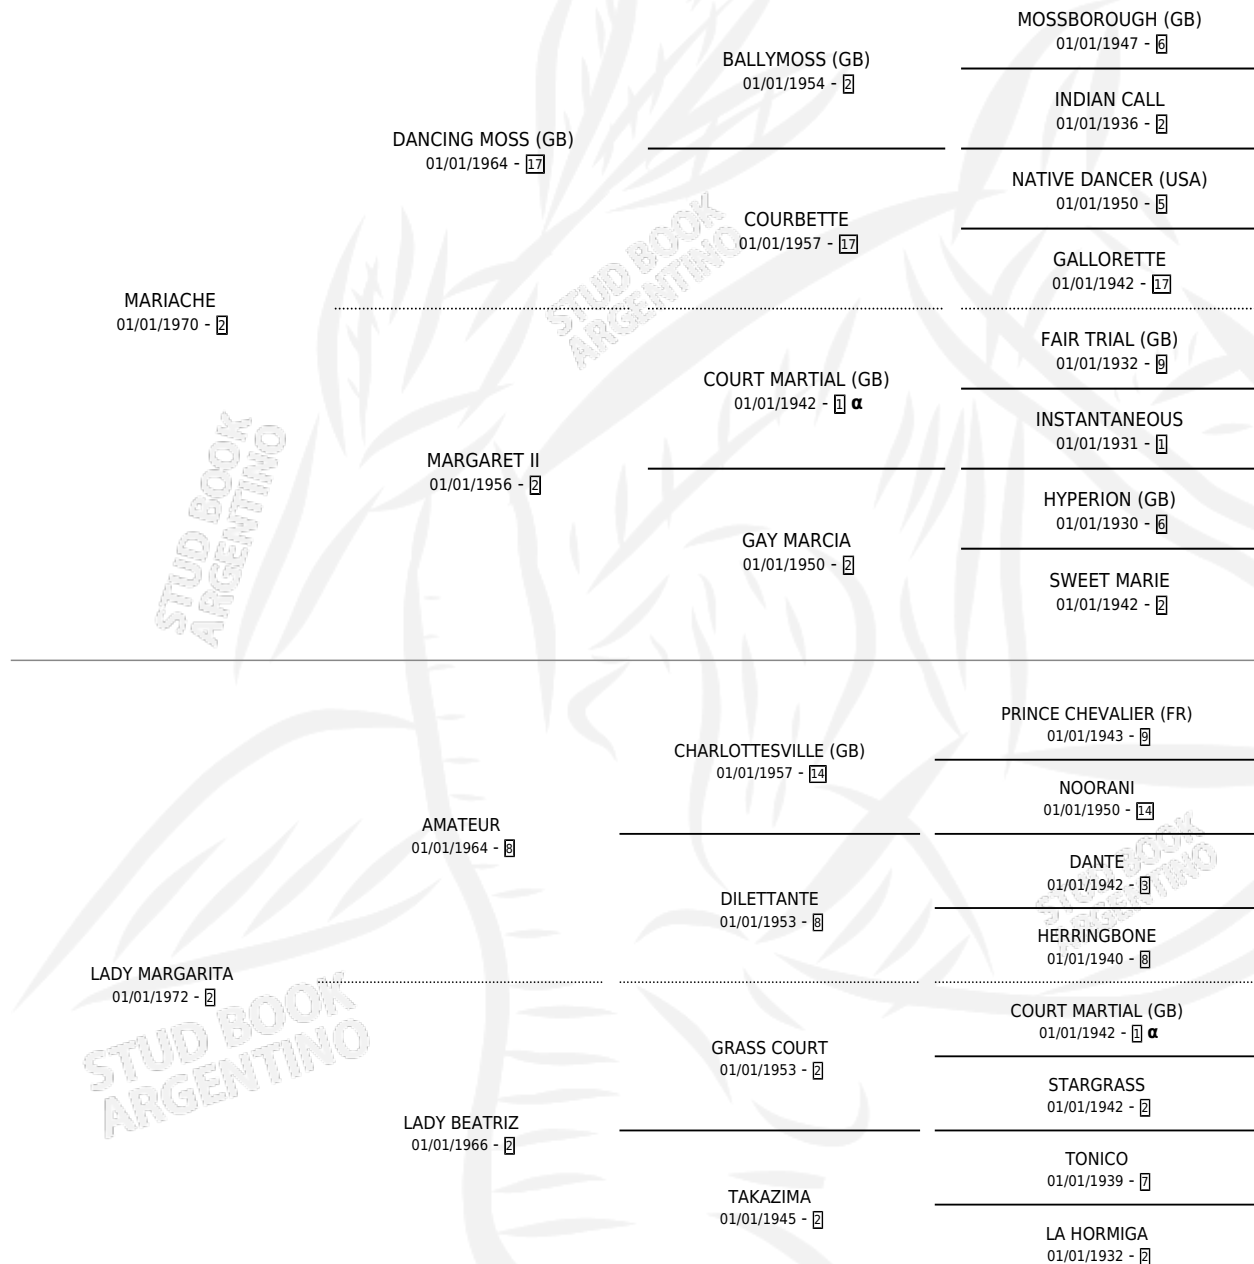 MOSSBOROUGH (GB)
01/01/1947 - 6
BALLYMOSS (GB)
01/01/1954 - 2
INDIAN CALL
01/01/1936 - 2
DANCING MOSS (GB)
01/01/1964 - 17
NATIVE DANCER (USA)
01/01/1950 - 5
COURBETTE
01/01/1957 - 17
GALLORETTE
01/01/1942 - 17
MARIACHE
01/01/1970 - 2
FAIR TRIAL (GB)
01/01/1932 - 9
COURT MARTIAL (GB)
01/01/1942 - 1 α
INSTANTANEOUS
01/01/1931 - 1
MARGARET II
01/01/1956 - 2
HYPERION (GB)
01/01/1930 - 6
GAY MARCIA
01/01/1950 - 2
SWEET MARIE
01/01/1942 - 2
PRINCE CHEVALIER (FR)
01/01/1943 - 9
CHARLOTTESVILLE (GB)
01/01/1957 - 14
NOORANI
01/01/1950 - 14
AMATEUR
01/01/1964 - 8
DANTE
01/01/1942 - 3
DILETTANTE
01/01/1953 - 8
HERRINGBONE
01/01/1940 - 8
LADY MARGARITA
01/01/1972 - 2
COURT MARTIAL (GB)
01/01/1942 - 1 α
GRASS COURT
01/01/1953 - 2
STARGRASS
01/01/1942 - 2
LADY BEATRIZ
01/01/1966 - 2
TONICO
01/01/1939 - 7
TAKAZIMA
01/01/1945 - 2
LA HORMIGA
01/01/1932 - 2
STUD BOOK
ARGENTINO
STUD BOOK
ARGENTINO
STUD BOOK
ARGENTINO
STUD BOOK
ARGENTINO